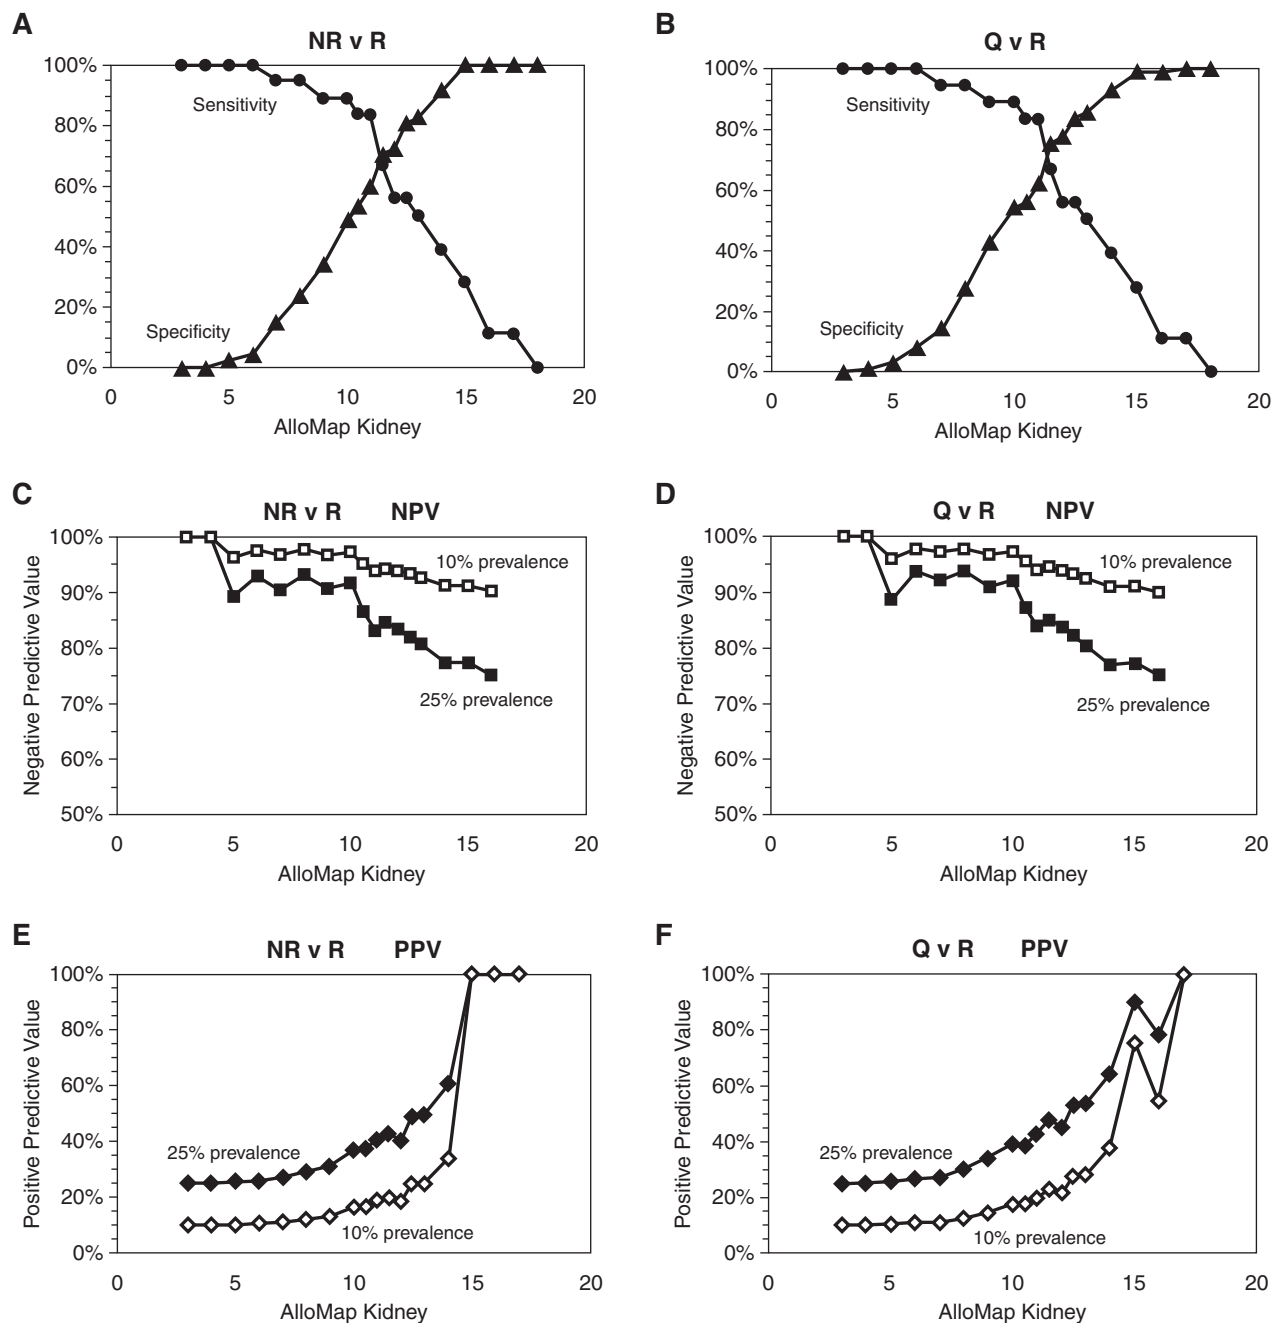 A
NR v R
100%
80%
60%
40%
20%
0%
Sensitivity
Specificity
0 5 10 15 20
AlloMap Kidney
B
Q v R
100%
80%
60%
40%
20%
0%
Sensitivity
Specificity
0 5 10 15 20
AlloMap Kidney
C
NR v R NPV
Negative Predictive Value
100%
90%
80%
70%
60%
50%
10% prevalence
25% prevalence
0 5 10 15 20
AlloMap Kidney
D
Q v R NPV
Negative Predictive Value
100%
90%
80%
70%
60%
50%
10% prevalence
25% prevalence
0 5 10 15 20
AlloMap Kidney
E
NR v R PPV
Positive Predictive Value
100%
80%
60%
40%
20%
0%
25% prevalence
10% prevalence
0 5 10 15 20
AlloMap Kidney
F
Q v R PPV
Positive Predictive Value
100%
80%
60%
40%
20%
0%
25% prevalence
10% prevalence
0 5 10 15 20
AlloMap Kidney